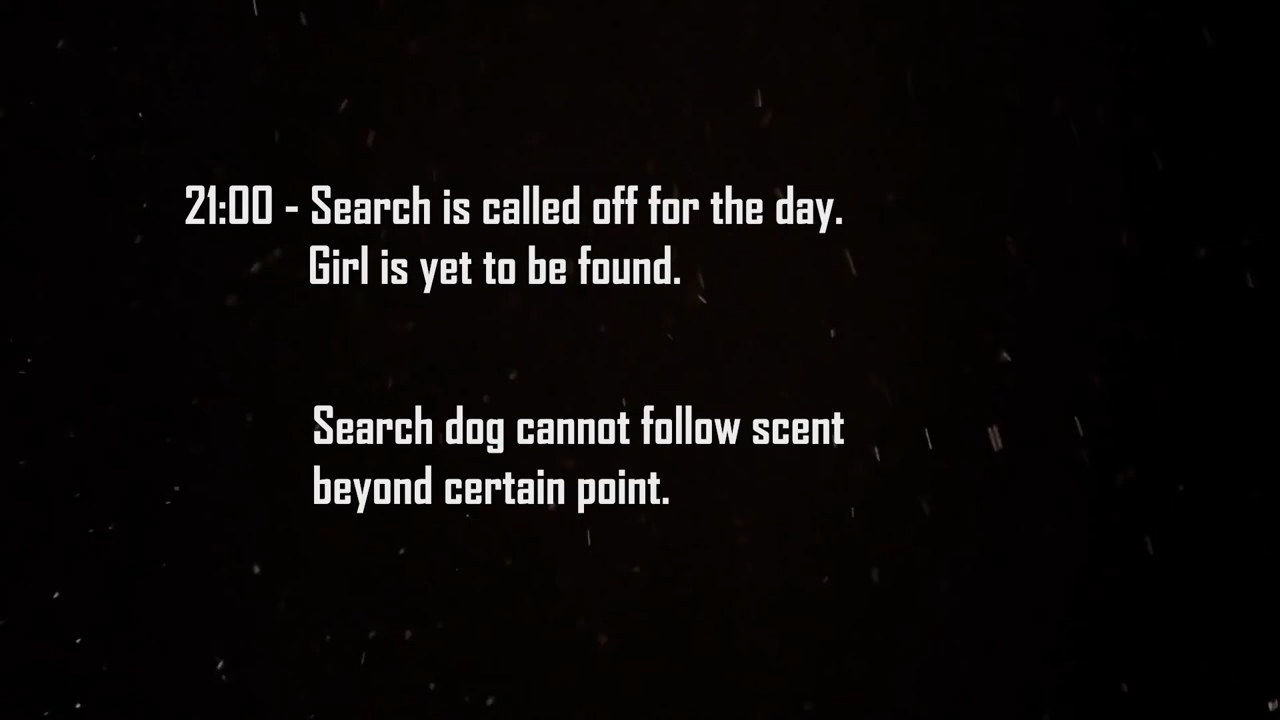 21:00 - Search is called off for the day.
Girl is yet to be found.
Search dog cannot follow scent
beyond certain point.